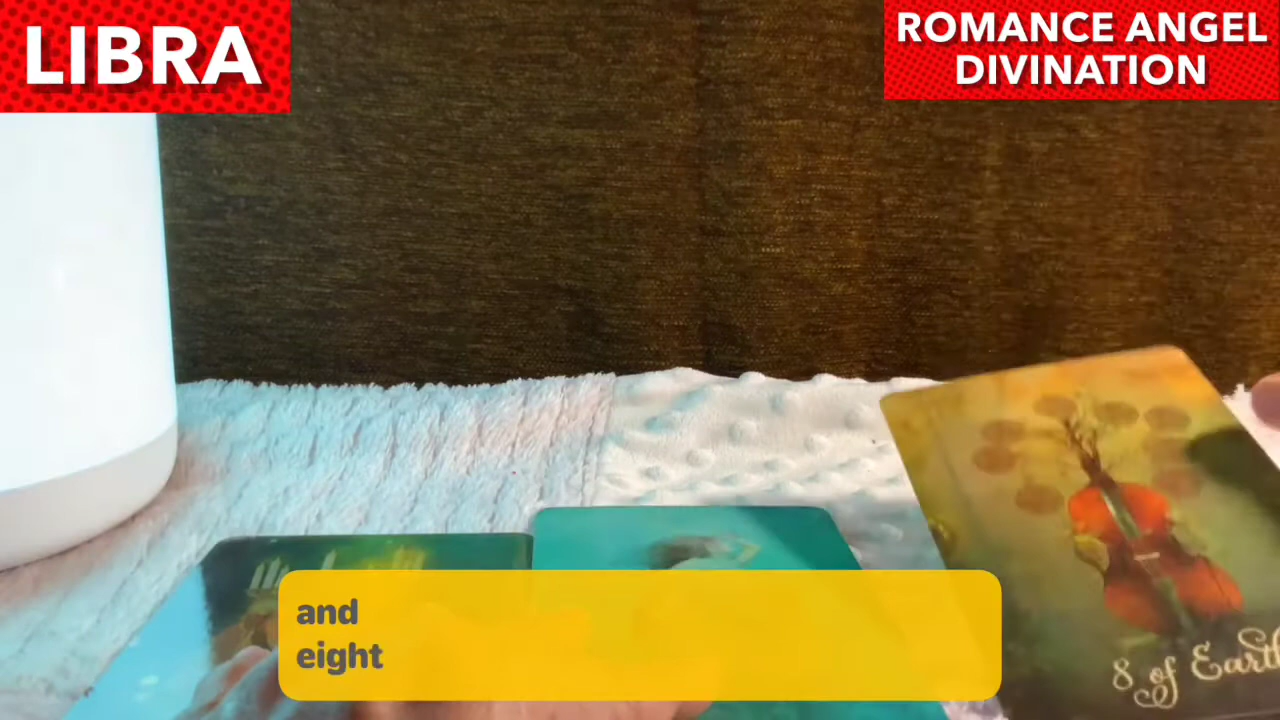 LIBRA
ROMANCE ANGEL
DIVINATION
and
eight
8 of Earth